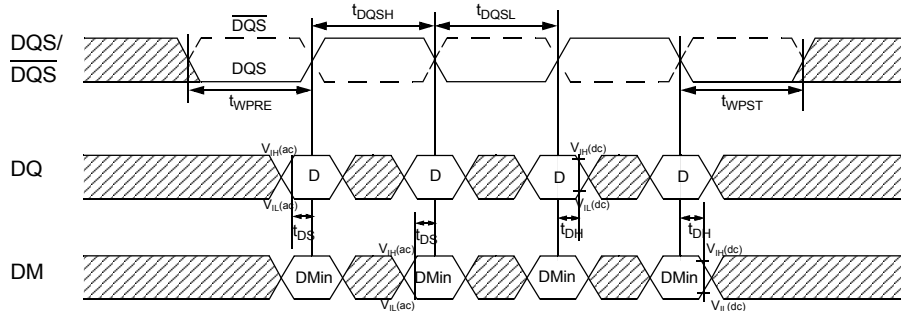 tDQSH tDQSL
DQS/ DQS
DQS DQS
tWPRE tWPST
VIH(ac) VIH(dc)
DQ D D D D
VIL(ac) VIL(dc)
tDS tDH tDH
tDS
VIH(ac) VIH(dc)
DM DMin DMin DMin DMin
VIL(ac) VIL(dc)